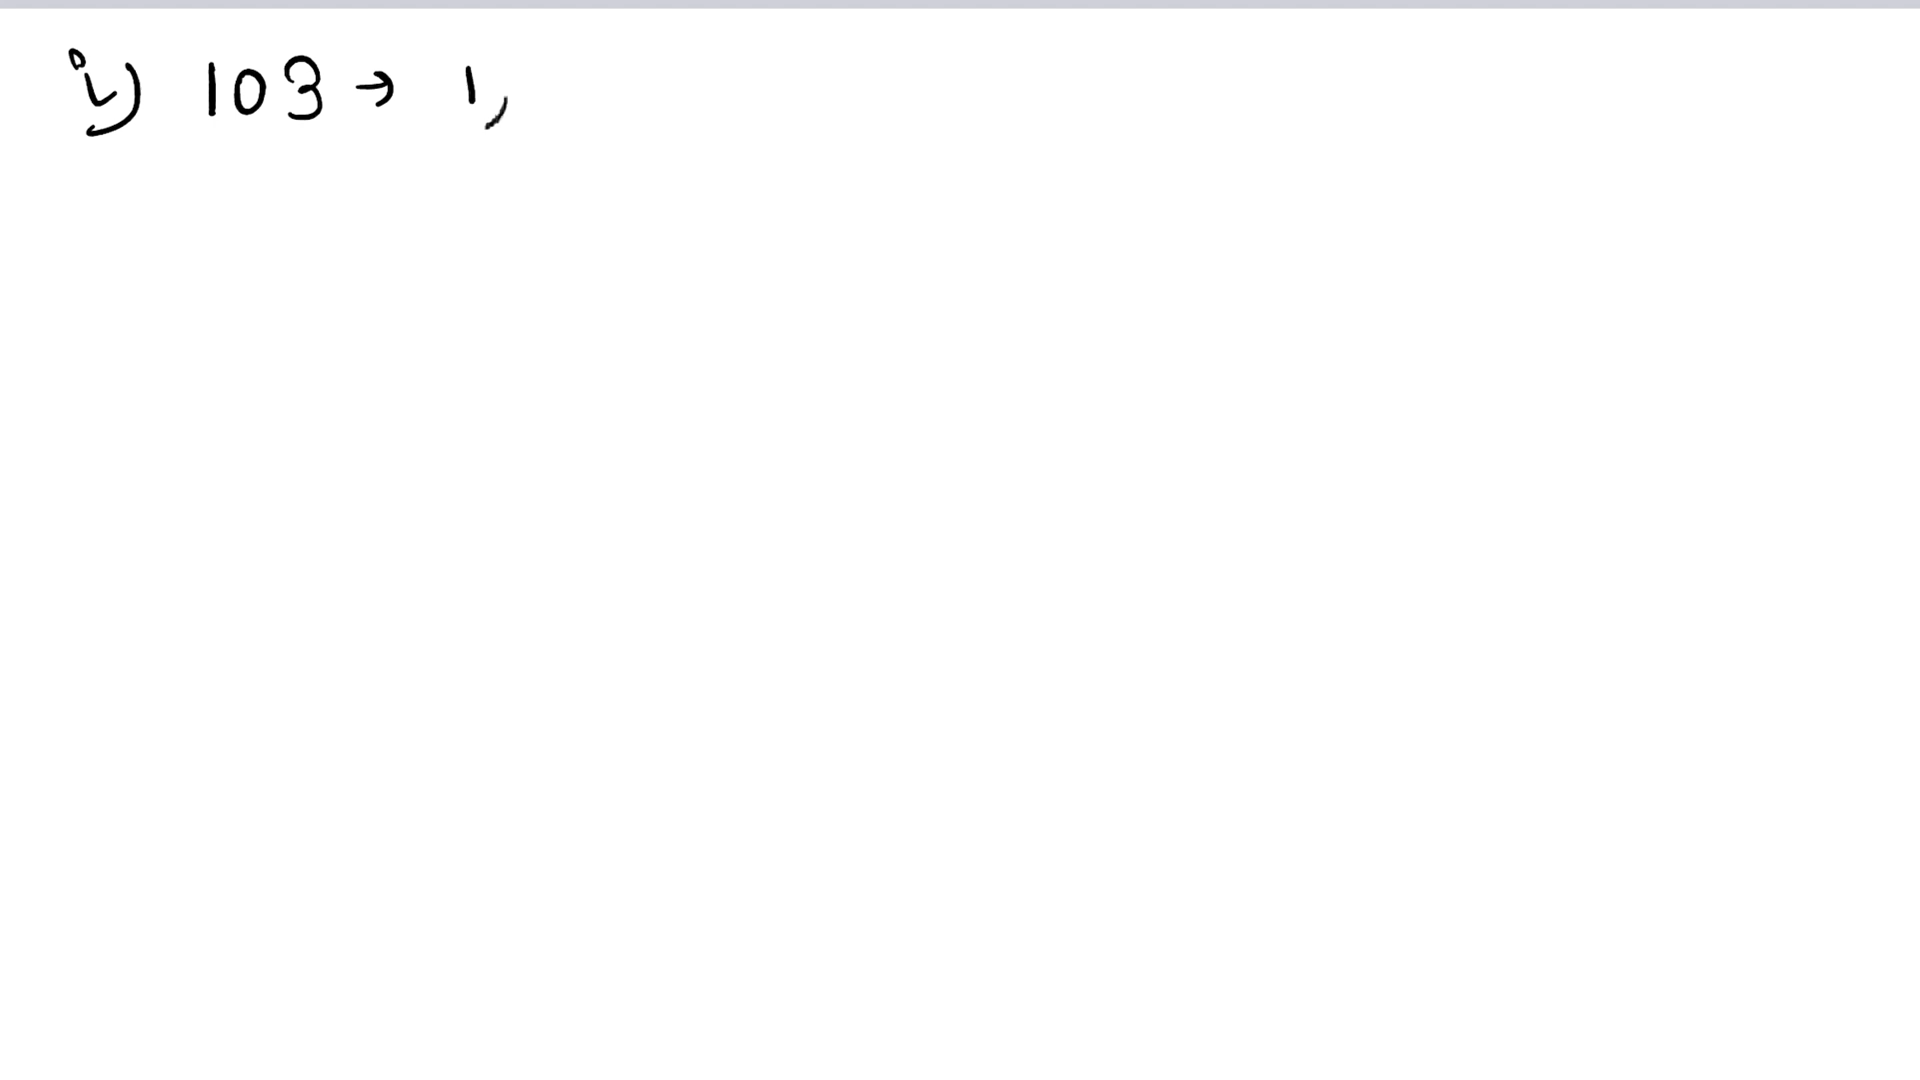 i) 103 → 1,